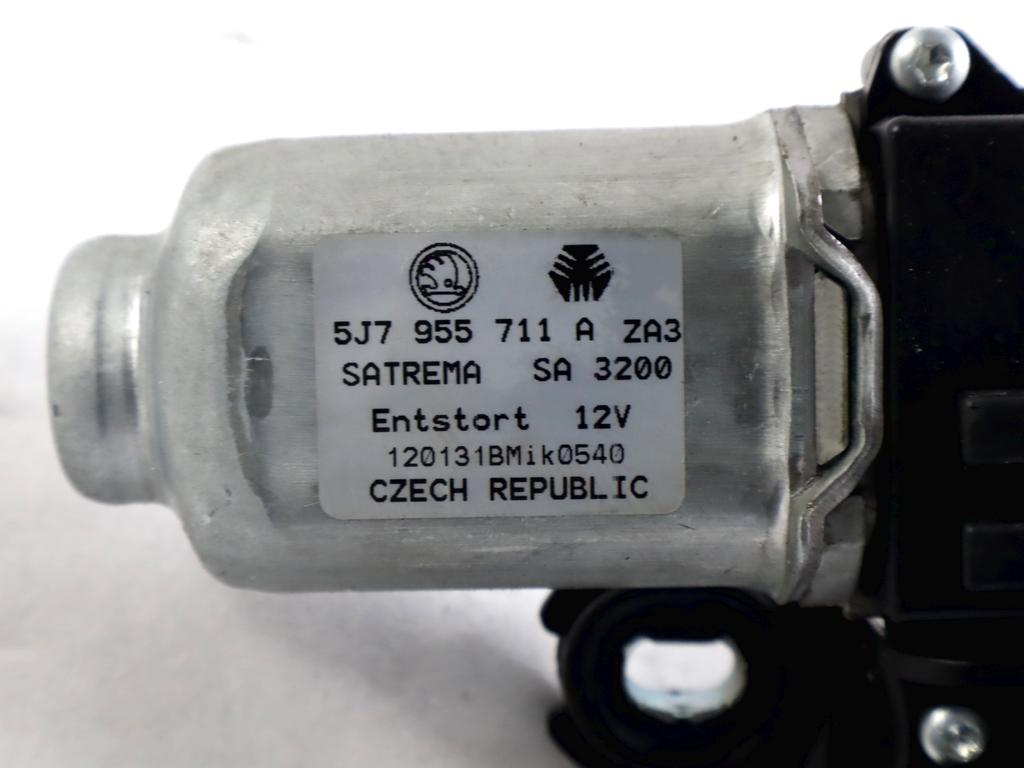 5J7 955 711 A ZA3
SATREMA SA 3200
Entstort 12V
120131BMik0540
CZECH REPUBLIC